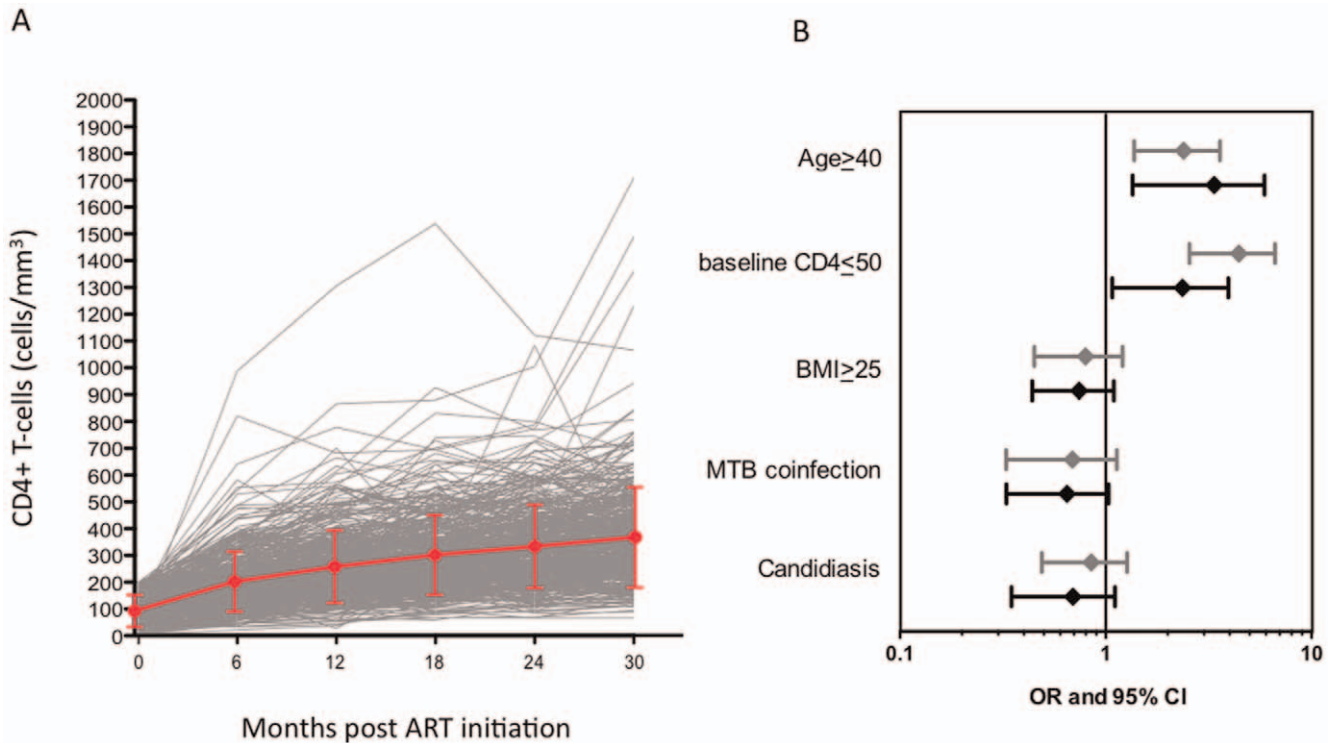 A
B
2000
1900
1800
1700
1600
1500
1400
1300
1200
1100
1000
900
800
700
600
500
400
300
200
100
0
CD4+ T-cells (cells/mm³)
0 6 12 18 24 30
Months post ART initiation
Age≥40
baseline CD4≤50
BMI≥25
MTB coinfection
Candidiasis
0.1 1 10
OR and 95% CI